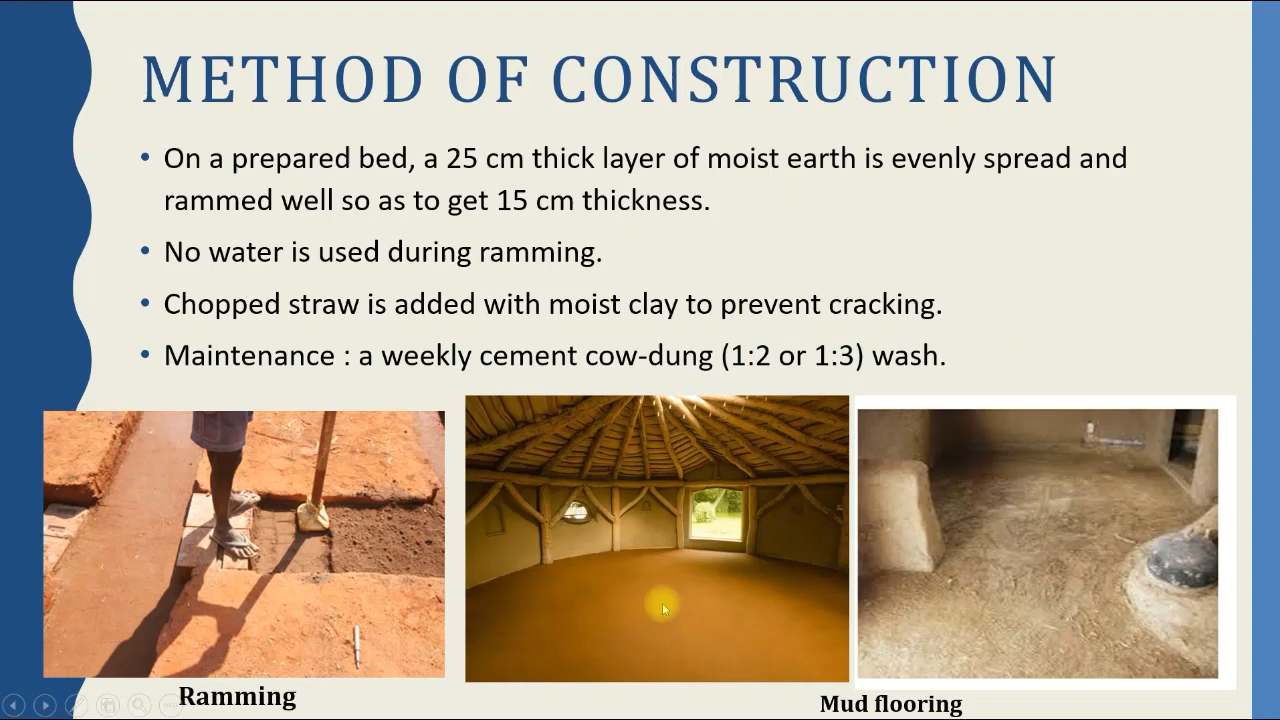 METHOD OF CONSTRUCTION
• On a prepared bed, a 25 cm thick layer of moist earth is evenly spread and
rammed well so as to get 15 cm thickness.
• No water is used during ramming.
• Chopped straw is added with moist clay to prevent cracking.
• Maintenance : a weekly cement cow-dung (1:2 or 1:3) wash.
Ramming
Mud flooring